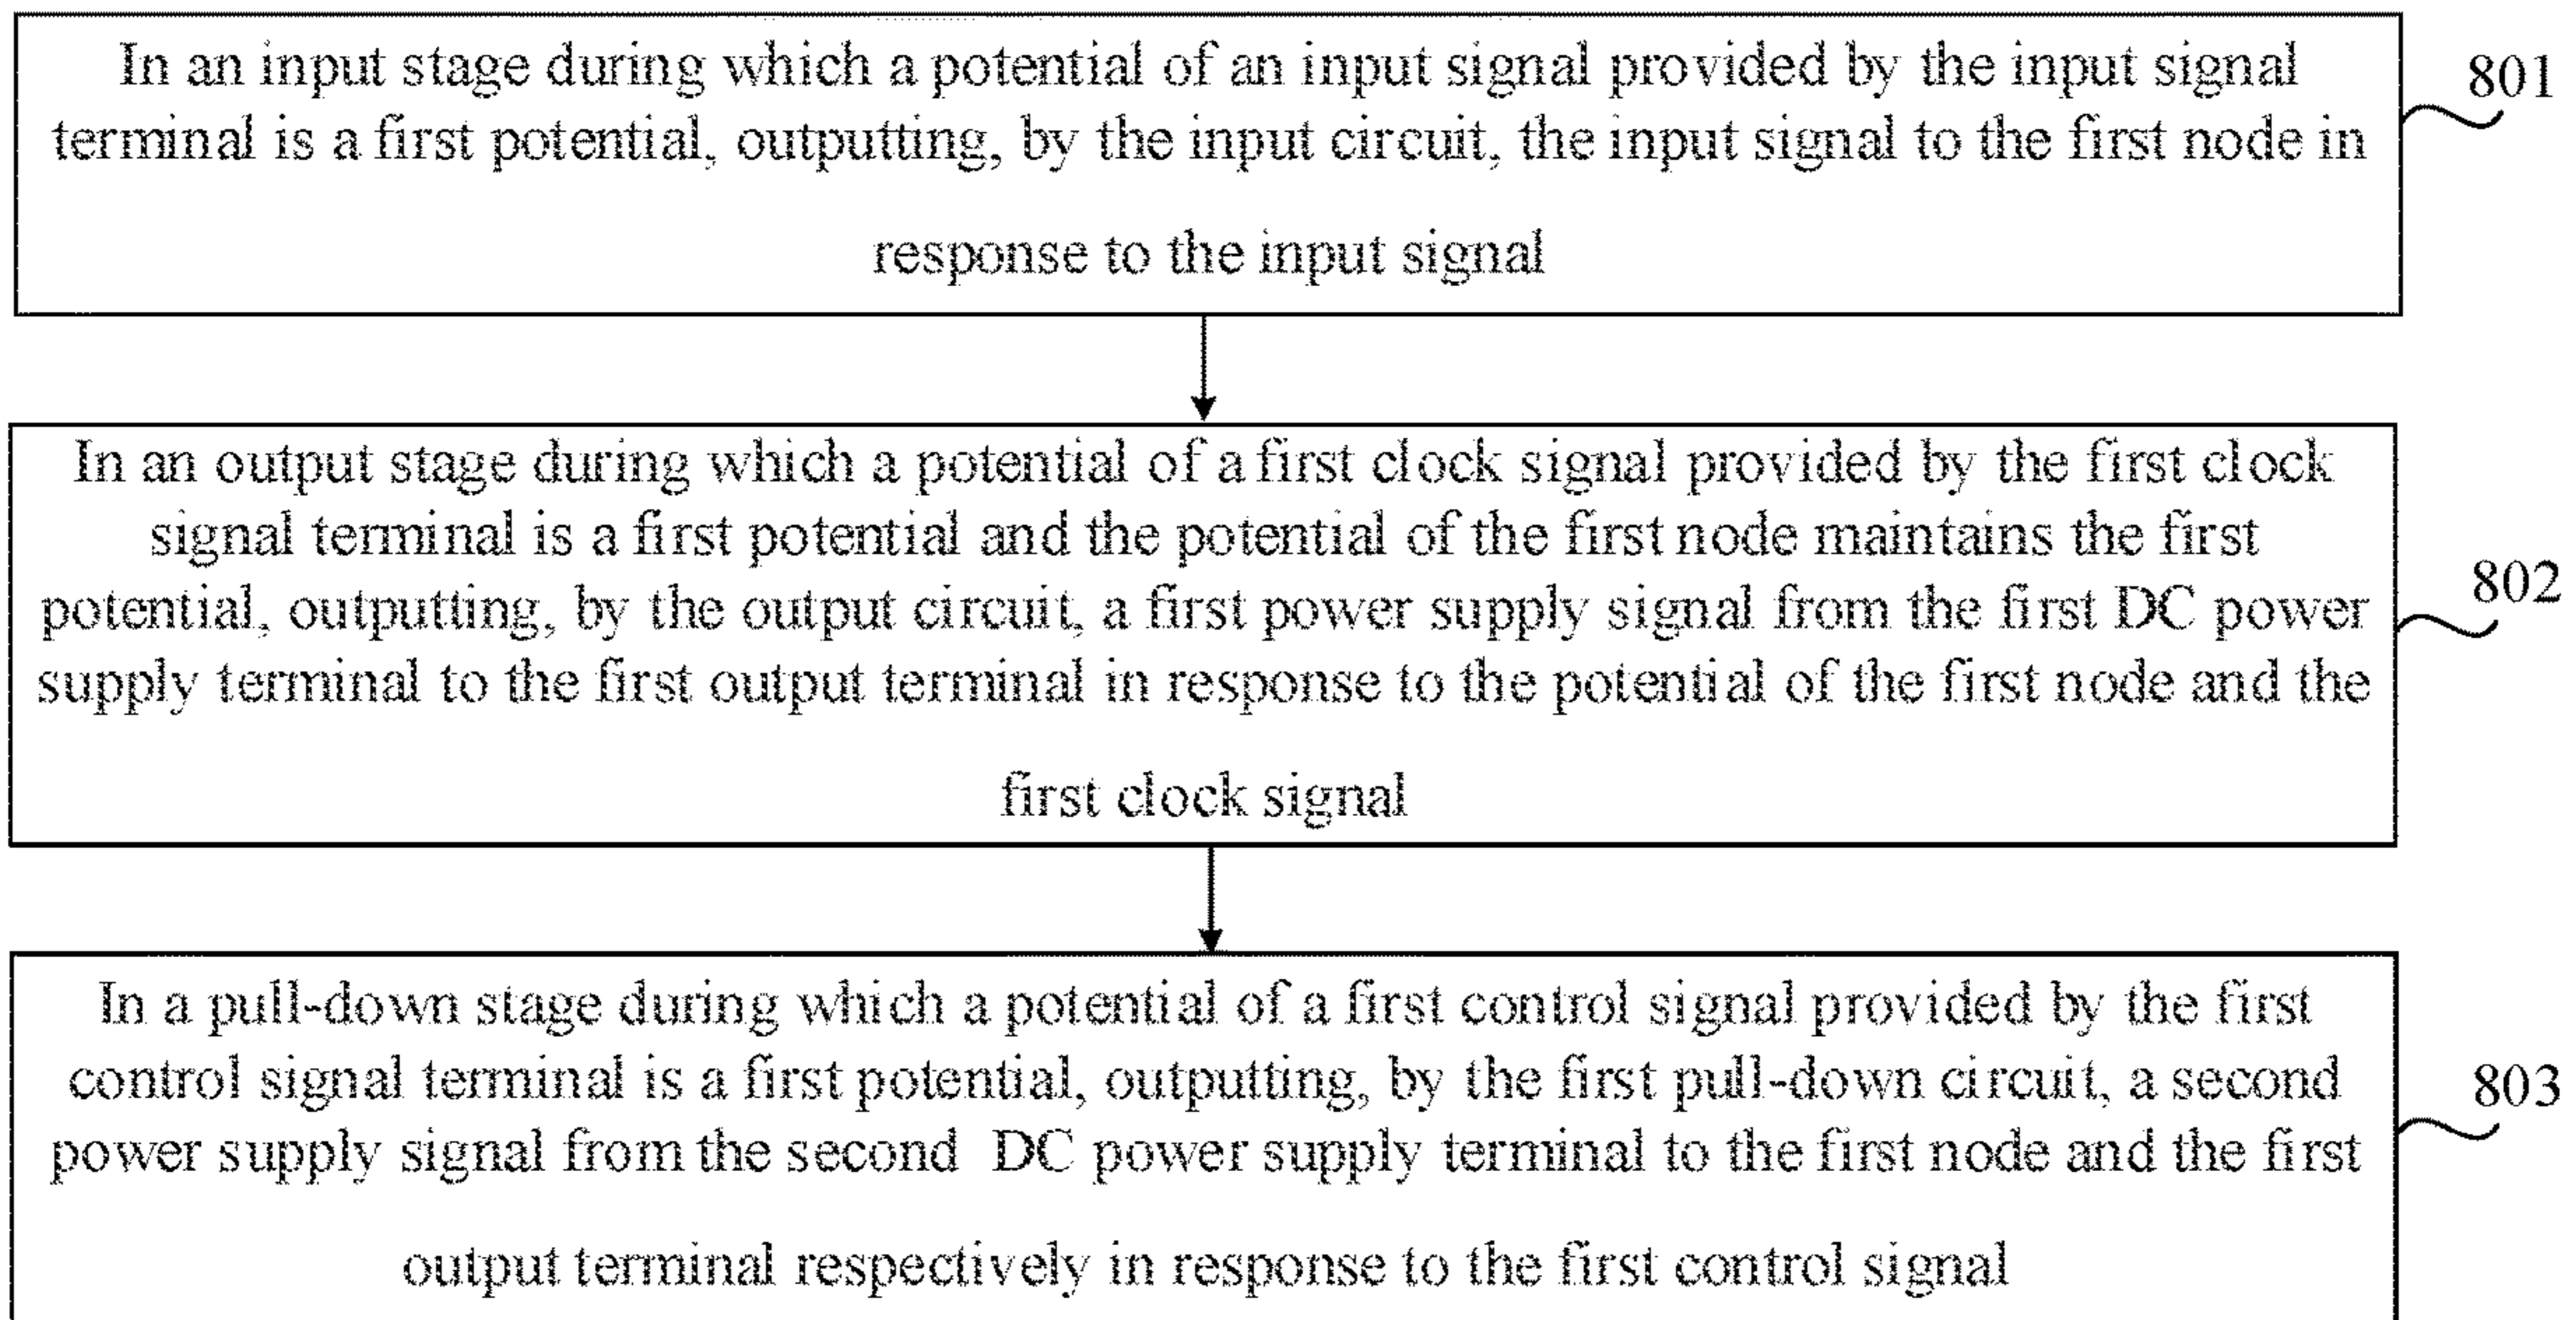 In an input stage during which a potential of an input signal provided by the input signal
terminal is a first potential, outputting, by the input circuit, the input signal to the first node in
response to the input signal
801
In an output stage during which a potential of a first clock signal provided by the first clock
signal terminal is a first potential and the potential of the first node maintains the first
potential, outputting, by the output circuit, a first power supply signal from the first DC power
supply terminal to the first output terminal in response to the potential of the first node and the
first clock signal
802
In a pull-down stage during which a potential of a first control signal provided by the first
control signal terminal is a first potential, outputting, by the first pull-down circuit, a second
power supply signal from the second DC power supply terminal to the first node and the first
output terminal respectively in response to the first control signal
803